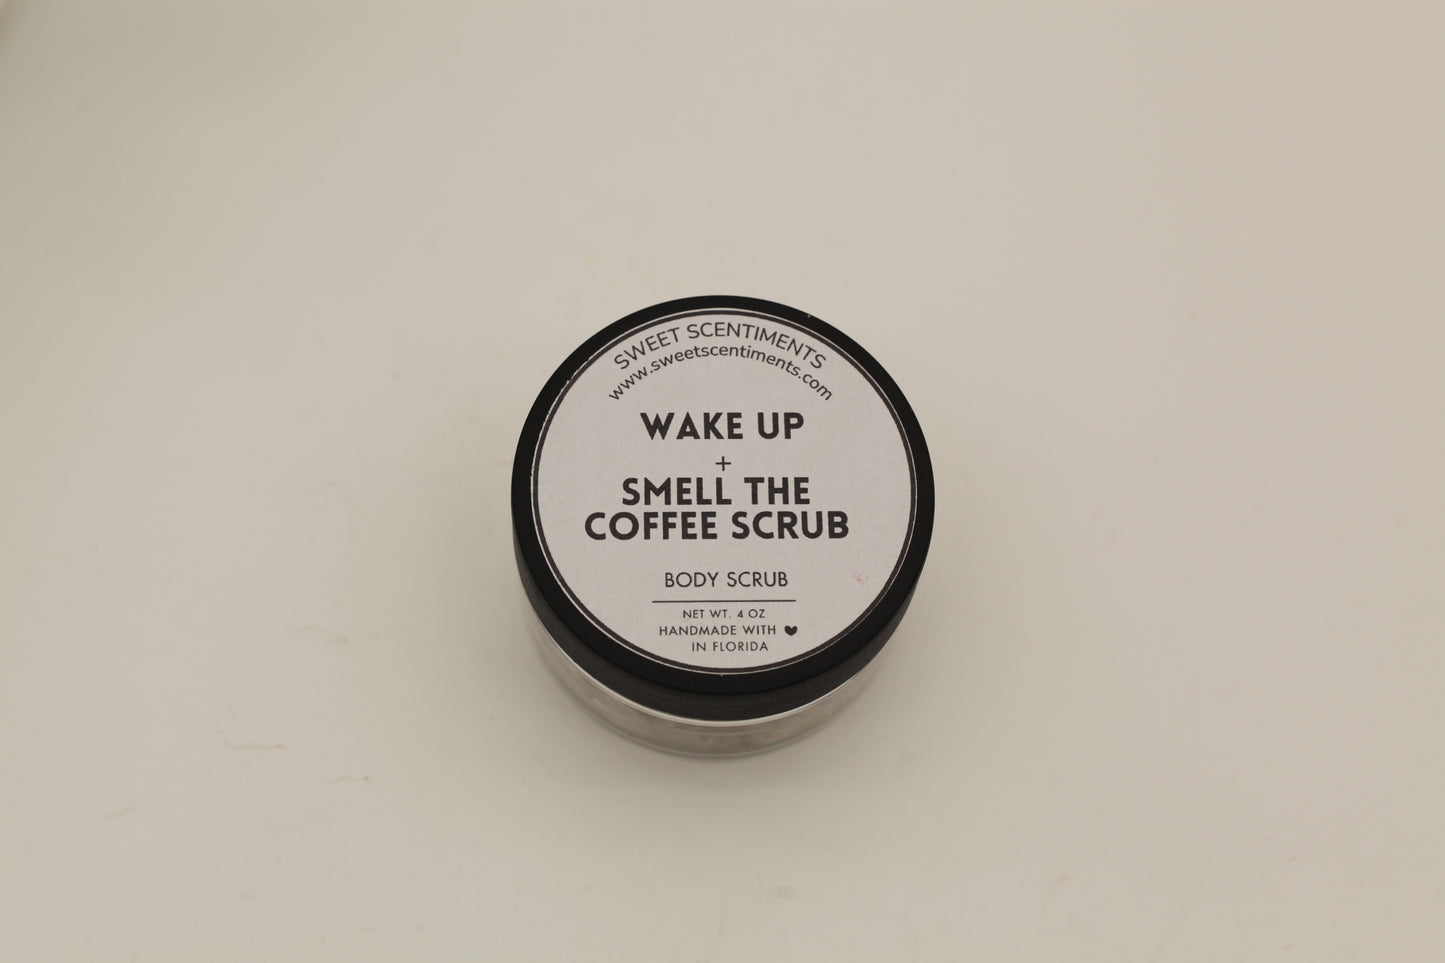 SWEET SCENTIMENTS
www.sweetscentiments.com
WAKE UP
+
SMELL THE
COFFEE SCRUB
BODY SCRUB
NET WT. 4 OZ
HANDMADE WITH ♥
IN FLORIDA